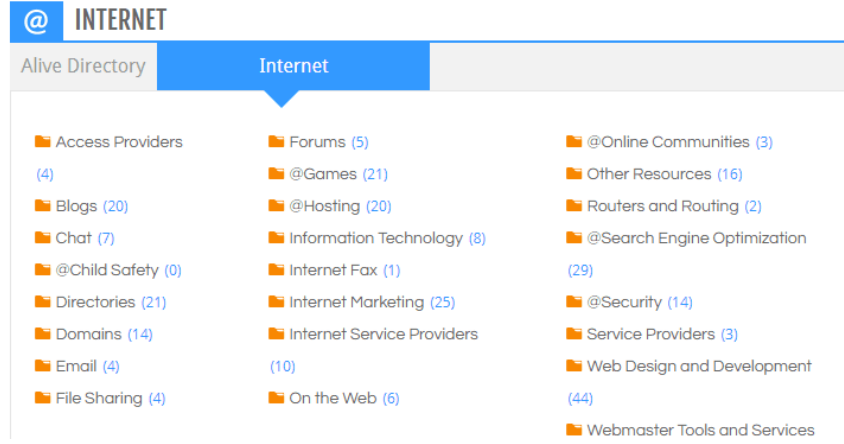 @ INTERNET
Alive Directory
Internet
Access Providers
(4)
Blogs (20)
Chat (7)
@Child Safety (0)
Directories (21)
Domains (14)
Email (4)
File Sharing (4)
Forums (5)
@Games (21)
@Hosting (20)
Information Technology (8)
Internet Fax (1)
Internet Marketing (25)
Internet Service Providers
(10)
On the Web (6)
@Online Communities (3)
Other Resources (16)
Routers and Routing (2)
@Search Engine Optimization
(29)
@Security (14)
Service Providers (3)
Web Design and Development
(44)
Webmaster Tools and Services